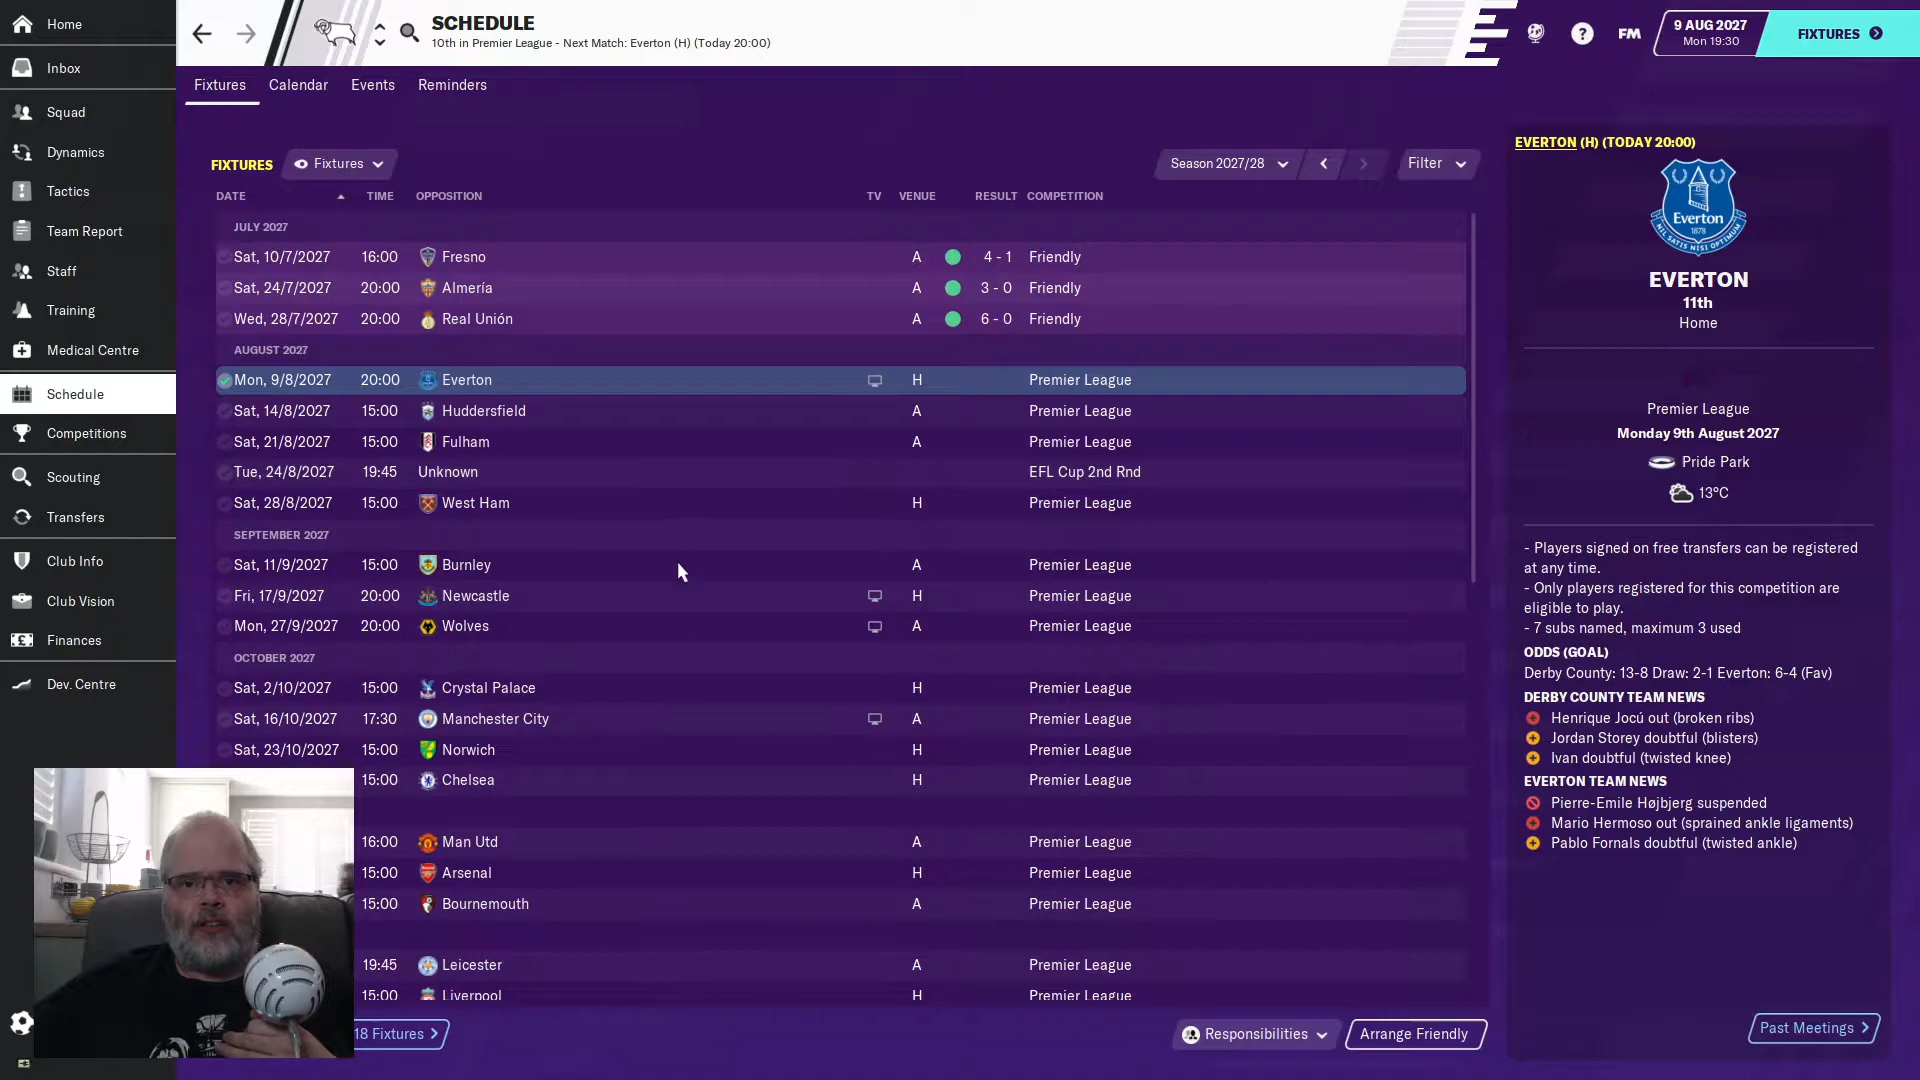 Home
Inbox
Squad
Dynamics
Tactics
Team Report
Staff
Training
Medical Centre
Schedule
Competitions
Scouting
Transfers
Club Info
Club Vision
Finances
Dev. Centre
SCHEDULE
10th in Premier League - Next Match: Everton (H) (Today 20:00)
?
FM
9 AUG 2027
Mon 19:30
FIXTURES
Fixtures Calendar Events Reminders
FIXTURES Fixtures Season 2027/28 Filter
DATE TIME OPPOSITION TV VENUE RESULT COMPETITION
JULY 2027
Sat, 10/7/2027 16:00 Fresno A 4 - 1 Friendly
Sat, 24/7/2027 20:00 Almería A 3 - 0 Friendly
Wed, 28/7/2027 20:00 Real Unión A 6 - 0 Friendly
AUGUST 2027
Mon, 9/8/2027 20:00 Everton H Premier League
Sat, 14/8/2027 15:00 Huddersfield A Premier League
Sat, 21/8/2027 15:00 Fulham A Premier League
Tue, 24/8/2027 19:45 Unknown EFL Cup 2nd Rnd
Sat, 28/8/2027 15:00 West Ham H Premier League
SEPTEMBER 2027
Sat, 11/9/2027 15:00 Burnley A Premier League
Fri, 17/9/2027 20:00 Newcastle H Premier League
Mon, 27/9/2027 20:00 Wolves A Premier League
OCTOBER 2027
Sat, 2/10/2027 15:00 Crystal Palace H Premier League
Sat, 16/10/2027 17:30 Manchester City A Premier League
Sat, 23/10/2027 15:00 Norwich H Premier League
15:00 Chelsea H Premier League
16:00 Man Utd A Premier League
15:00 Arsenal H Premier League
15:00 Bournemouth A Premier League
19:45 Leicester A Premier League
15:00 Liverpool H Premier League
18 Fixtures
Responsibilities
Arrange Friendly
EVERTON (H) (TODAY 20:00)
Everton
1878
NIL SATIS NISI OPTIMUM
EVERTON
11th
Home
Premier League
Monday 9th August 2027
Pride Park
13°C
- Players signed on free transfers can be registered
at any time.
- Only players registered for this competition are
eligible to play.
- 7 subs named, maximum 3 used
ODDS (GOAL)
Derby County: 13-8 Draw: 2-1 Everton: 6-4 (Fav)
DERBY COUNTY TEAM NEWS
Henrique Jocú out (broken ribs)
Jordan Storey doubtful (blisters)
Ivan doubtful (twisted knee)
EVERTON TEAM NEWS
Pierre-Emile Højbjerg suspended
Mario Hermoso out (sprained ankle ligaments)
Pablo Fornals doubtful (twisted ankle)
Past Meetings